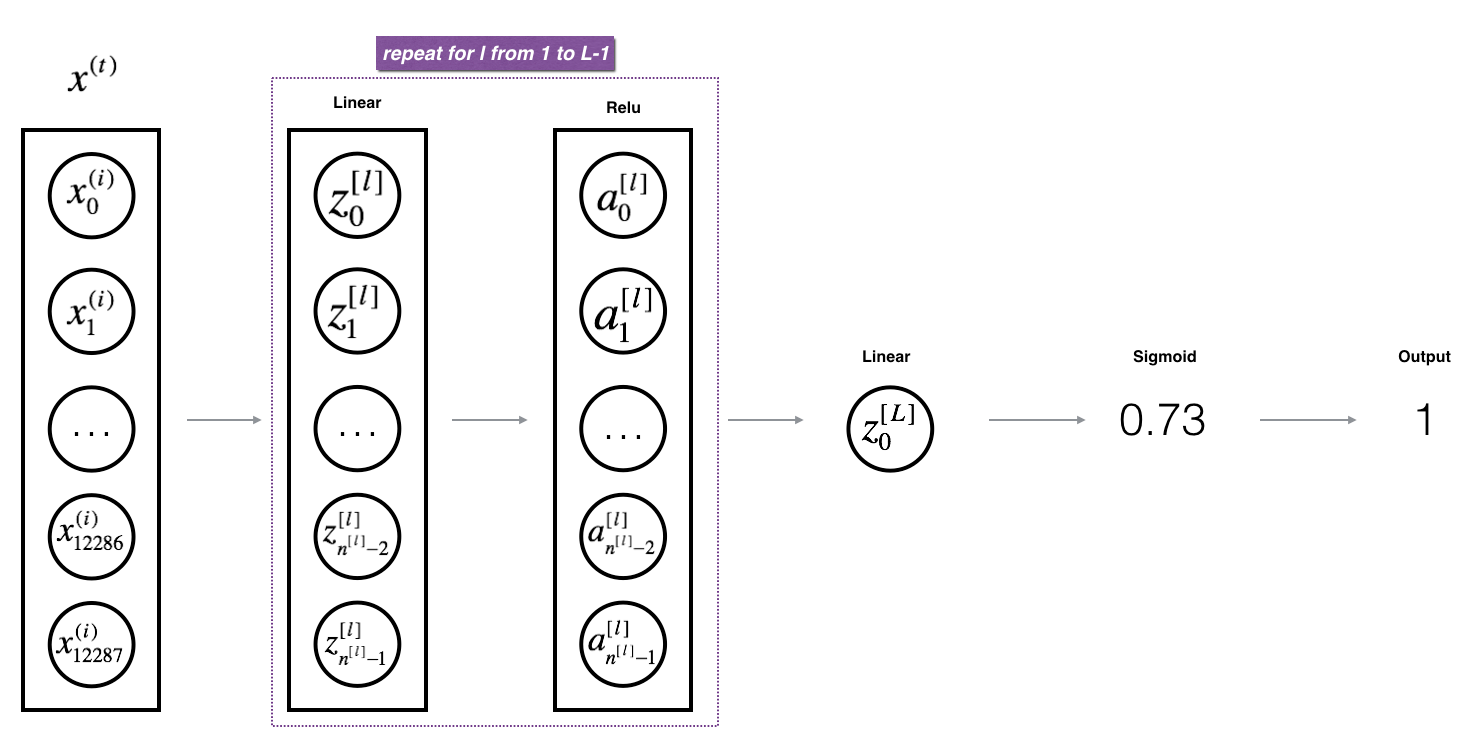 repeat for l from 1 to L-1
x^{(t)}
Linear
Relu
x_0^{(i)}
x_1^{(i)}
...
x_{12286}^{(i)}
x_{12287}^{(i)}
z_0^{[l]}
z_1^{[l]}
...
z_{n^{[l]}-2}^{[l]}
z_{n^{[l]}-1}^{[l]}
a_0^{[l]}
a_1^{[l]}
...
a_{n^{[l]}-2}^{[l]}
a_{n^{[l]}-1}^{[l]}
Linear
z_0^{[L]}
Sigmoid
0.73
Output
1